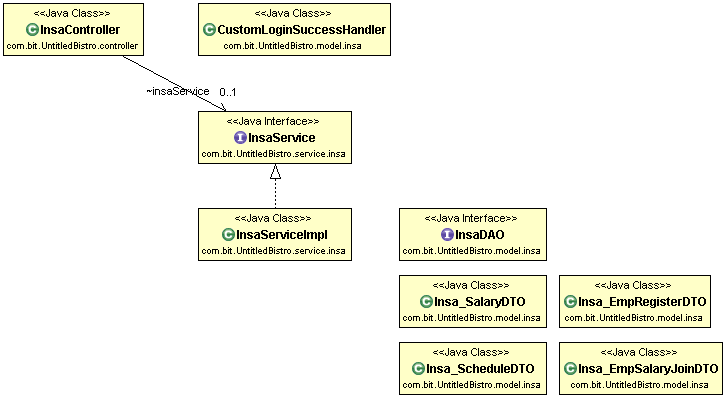 <<Java Class>>
InsaController
com.bit.UntitledBistro.controller
<<Java Class>>
CustomLoginSuccessHandler
com.bit.UntitledBistro.model.insa
~insaService 0..1
<<Java Interface>>
InsaService
com.bit.UntitledBistro.service.insa
<<Java Class>>
InsaServiceImpl
com.bit.UntitledBistro.service.insa
<<Java Interface>>
InsaDAO
com.bit.UntitledBistro.model.insa
<<Java Class>>
Insa_SalaryDTO
com.bit.UntitledBistro.model.insa
<<Java Class>>
Insa_EmpRegisterDTO
com.bit.UntitledBistro.model.insa
<<Java Class>>
Insa_ScheduleDTO
com.bit.UntitledBistro.model.insa
<<Java Class>>
Insa_EmpSalaryJoinDTO
com.bit.UntitledBistro.model.insa